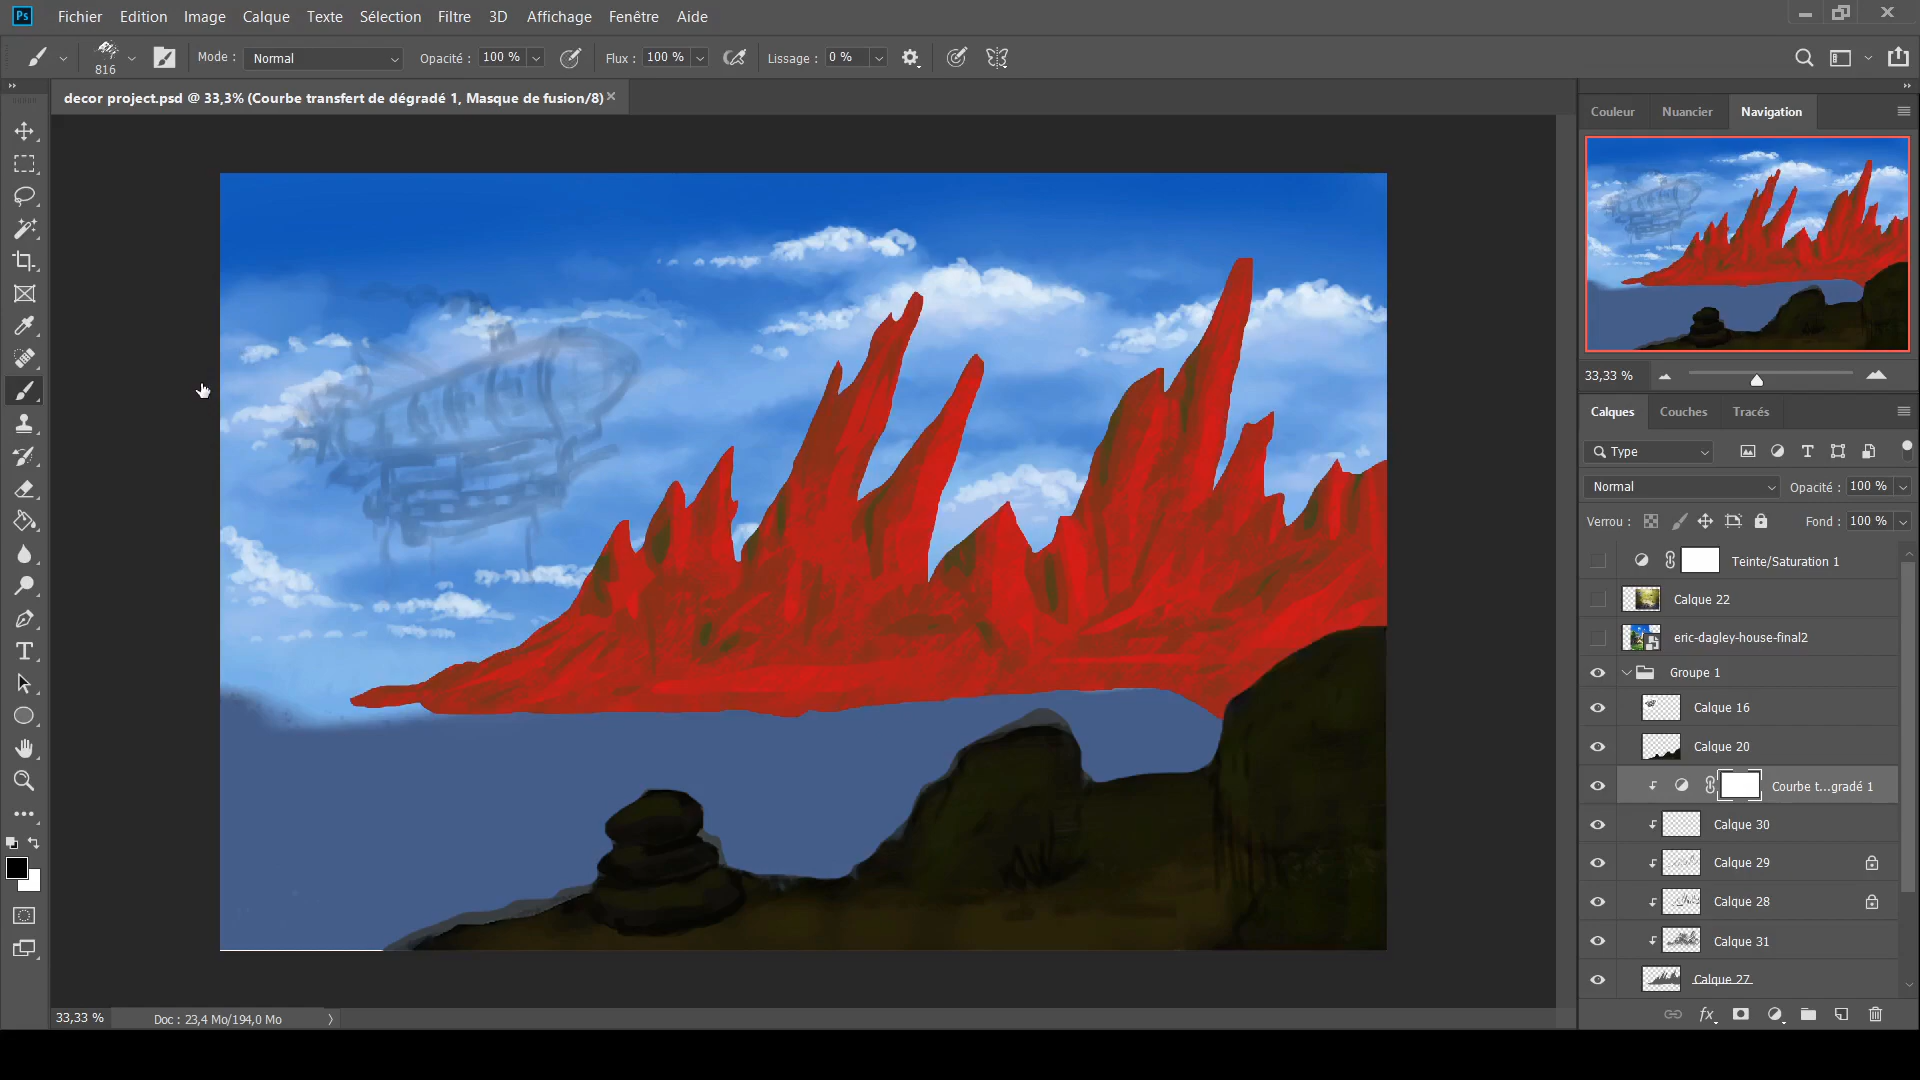 Ps Fichier Edition Image Calque Texte Sélection Filtre 3D Affichage Fenêtre Aide
816 Mode : Normal Opacité : 100 % Flux : 100 % Lissage : 0 %
decor project.psd @ 33,3% (Courbe transfert de dégradé 1, Masque de fusion/8)
Couleur Nuancier Navigation
33,33 %
Calques Couches Tracés
Type
Normal Opacité : 100 %
Verrou : Fond : 100 %
Teinte/Saturation 1
Calque 22
eric-dagley-house-final2
Groupe 1
Calque 16
Calque 20
Courbe t...gradé 1
Calque 30
Calque 29
Calque 28
Calque 31
Calque 27
fx
33,33 % Doc : 23,4 Mo/194,0 Mo